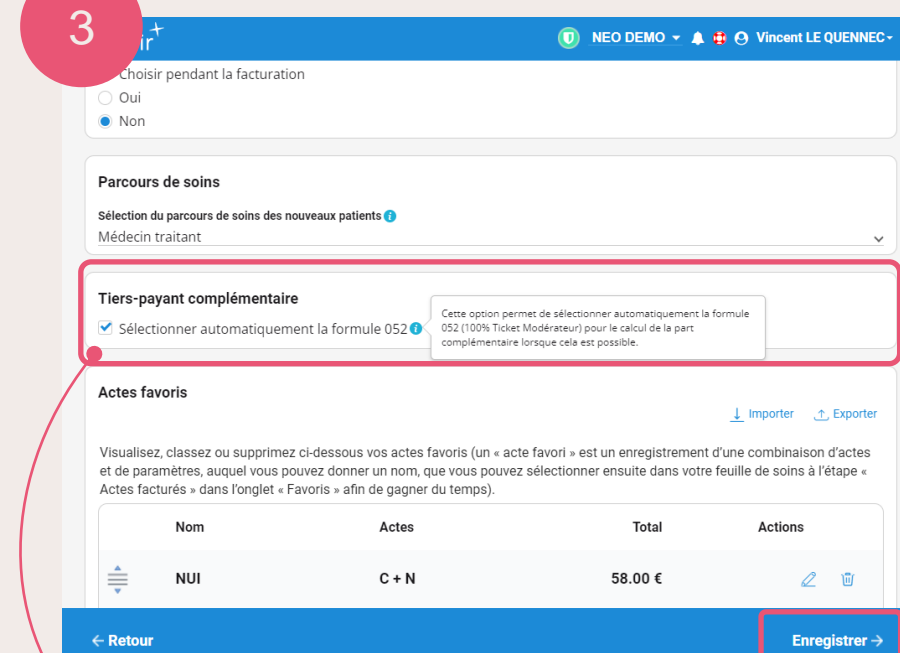 3
ir
NEO DEMO
Vincent LE QUENNEC
Choisir pendant la facturation
Oui
Non
Parcours de soins
Sélection du parcours de soins des nouveaux patients
Médecin traitant
Tiers-payant complémentaire
Sélectionner automatiquement la formule 052
Cette option permet de sélectionner automatiquement la formule
052 (100% Ticket Modérateur) pour le calcul de la part
complémentaire lorsque cela est possible.
Actes favoris
Importer Exporter
Visualisez, classez ou supprimez ci-dessous vos actes favoris (un « acte favori » est un enregistrement d'une combinaison d'actes
et de paramètres, auquel vous pouvez donner un nom, que vous pouvez sélectionner ensuite dans votre feuille de soins à l'étape «
Actes facturés » dans l'onglet « Favoris » afin de gagner du temps).
Nom Actes Total Actions
NUI C + N 58.00 €
← Retour Enregistrer →